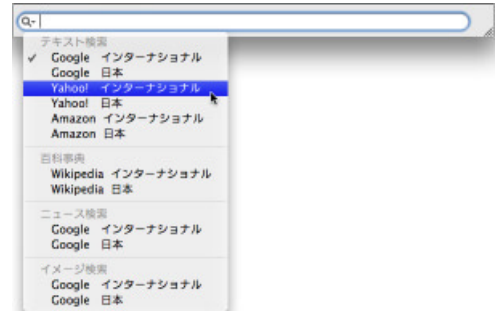 テキスト検索
✓ Google インターナショナル
Google 日本
Yahoo! インターナショナル
Yahoo! 日本
Amazon インターナショナル
Amazon 日本
百科事典
Wikipedia インターナショナル
Wikipedia 日本
ニュース検索
Google インターナショナル
Google 日本
イメージ検索
Google インターナショナル
Google 日本